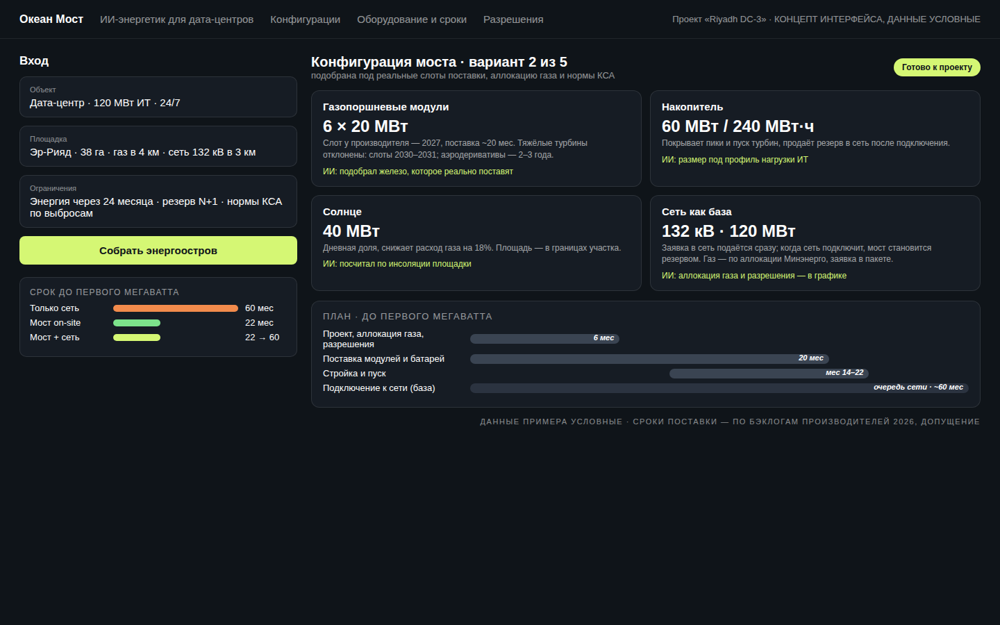 Океан Мост
ИИ-энергетик для дата-центров
Конфигурации
Оборудование и сроки
Разрешения
Проект «Riyadh DC-3» · КОНЦЕПТ ИНТЕРФЕЙСА, ДАННЫЕ УСЛОВНЫЕ
Вход
Объект
Дата-центр · 120 МВт ИТ · 24/7
Площадка
Эр-Рияд · 38 га · газ в 4 км · сеть 132 кВ в 3 км
Ограничения
Энергия через 24 месяца · резерв N+1 · нормы КСА
по выбросам
Собрать энергоостров
СРОК ДО ПЕРВОГО МЕГАВАТТА
Только сеть 60 мес
Мост on-site 22 мес
Мост + сеть 22 → 60
Конфигурация моста · вариант 2 из 5
подобрана под реальные слоты поставки, аллокацию газа и нормы КСА
Готово к проекту
Газопоршневые модули
6 × 20 МВт
Слот у производителя — 2027, поставка ~20 мес. Тяжёлые турбины
отклонены: слоты 2030–2031; аэродеривативы — 2–3 года.
ИИ: подобрал железо, которое реально поставят
Накопитель
60 МВт / 240 МВт·ч
Покрывает пики и пуск турбин, продаёт резерв в сеть после подключения.
ИИ: размер под профиль нагрузки ИТ
Солнце
40 МВт
Дневная доля, снижает расход газа на 18%. Площадь — в границах участка.
ИИ: посчитал по инсоляции площадки
Сеть как база
132 кВ · 120 МВт
Заявка в сеть подаётся сразу; когда сеть подключит, мост становится
резервом. Газ — по аллокации Минэнерго, заявка в пакете.
ИИ: аллокация газа и разрешения — в графике
ПЛАН · ДО ПЕРВОГО МЕГАВАТТА
Проект, аллокация газа,
разрешения
6 мес
Поставка модулей и батарей 20 мес
Стройка и пуск мес 14–22
Подключение к сети (база) очередь сети · ~60 мес
ДАННЫЕ ПРИМЕРА УСЛОВНЫЕ · СРОКИ ПОСТАВКИ — ПО БЭКЛОГАМ ПРОИЗВОДИТЕЛЕЙ 2026, ДОПУЩЕНИЕ